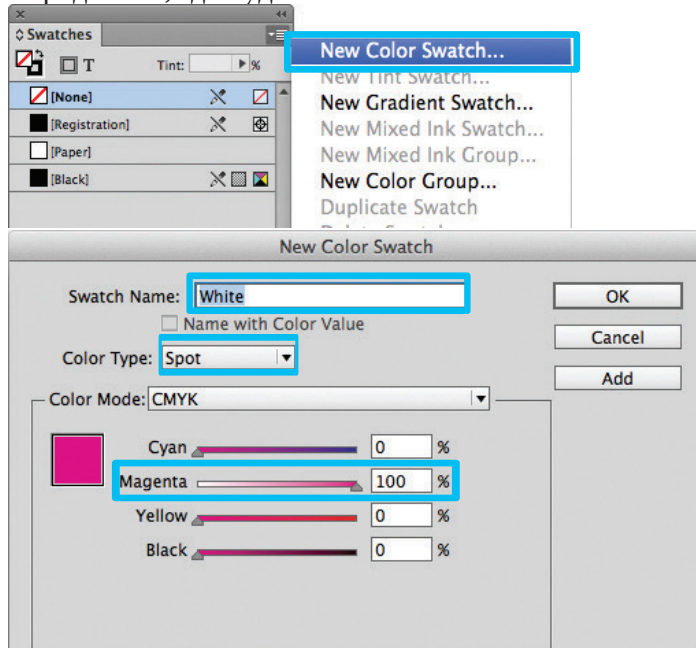 Swatches
T Tint: %
[None]
[Registration]
[Paper]
[Black]
New Color Swatch...
New Tint Swatch...
New Gradient Swatch...
New Mixed Ink Swatch...
New Mixed Ink Group...
New Color Group...
Duplicate Swatch
New Color Swatch
Swatch Name: White
Name with Color Value
Color Type: Spot
Color Mode: CMYK
Cyan 0 %
Magenta 100 %
Yellow 0 %
Black 0 %
OK
Cancel
Add